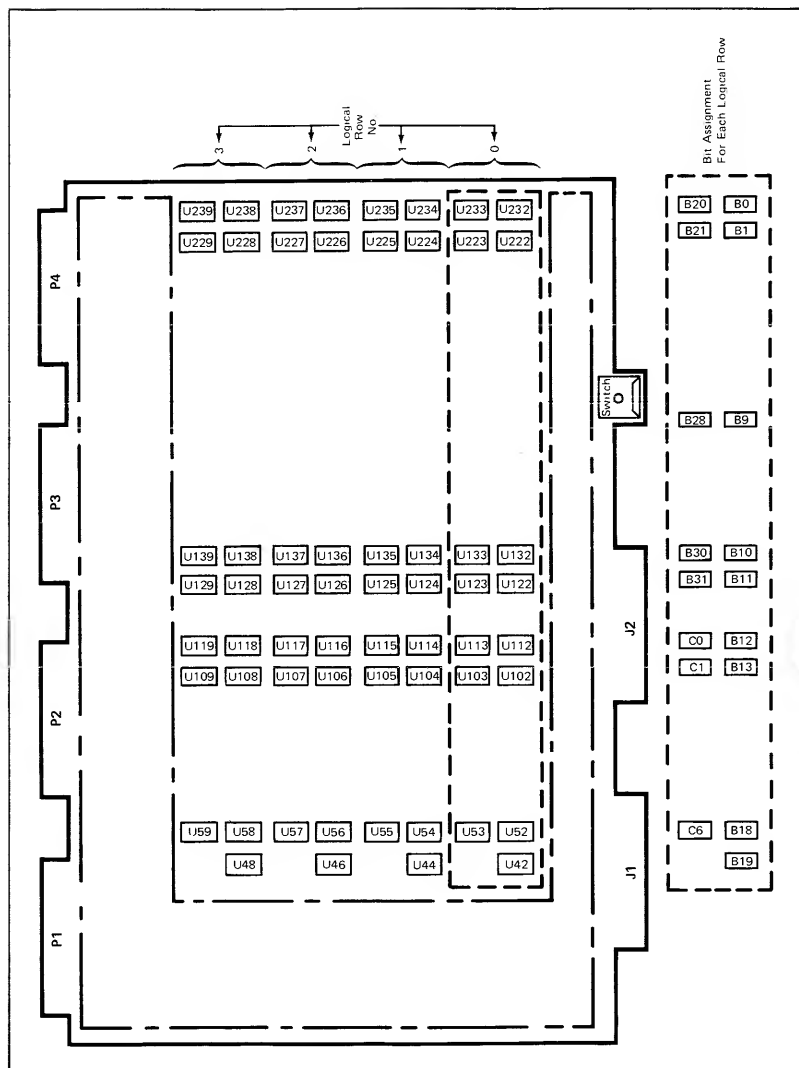 Logical
Row
No.
3
2
1
0
Bit Assignment
For Each Logical Row
P4
P3
P2
P1
U239 U238 U237 U236 U235 U234 U233 U232
U229 U228 U227 U226 U225 U224 U223 U222
B20 B0
B21 B1
Switch
B28 B9
U139 U138 U137 U136 U135 U134 U133 U132
U129 U128 U127 U126 U125 U124 U123 U122
B30 B10
B31 B11
J2
U119 U118 U117 U116 U115 U114 U113 U112
U109 U108 U107 U106 U105 U104 U103 U102
C0 B12
C1 B13
U59 U58 U57 U56 U55 U54 U53 U52
U48 U46 U44 U42
J1
C6 B18
B19